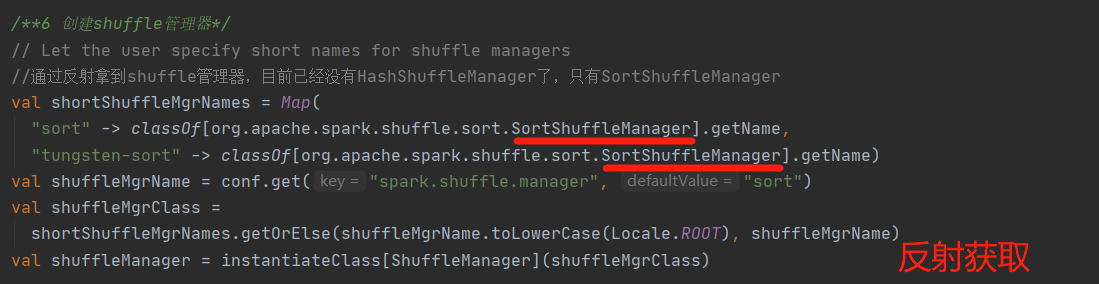 /**6 创建shuffle管理器*/
// Let the user specify short names for shuffle managers
//通过反射拿到shuffle管理器，目前已经没有HashShuffleManager了，只有SortShuffleManager
val shortShuffleMgrNames = Map(
"sort" -> classOf[org.apache.spark.shuffle.sort.SortShuffleManager].getName,
"tungsten-sort" -> classOf[org.apache.spark.shuffle.sort.SortShuffleManager].getName)
val shuffleMgrName = conf.get( key = "spark.shuffle.manager", defaultValue = "sort")
val shuffleMgrClass =
shortShuffleMgrNames.getOrElse(shuffleMgrName.toLowerCase(Locale.ROOT), shuffleMgrName)
val shuffleManager = instantiateClass[ShuffleManager](shuffleMgrClass)
反射获取